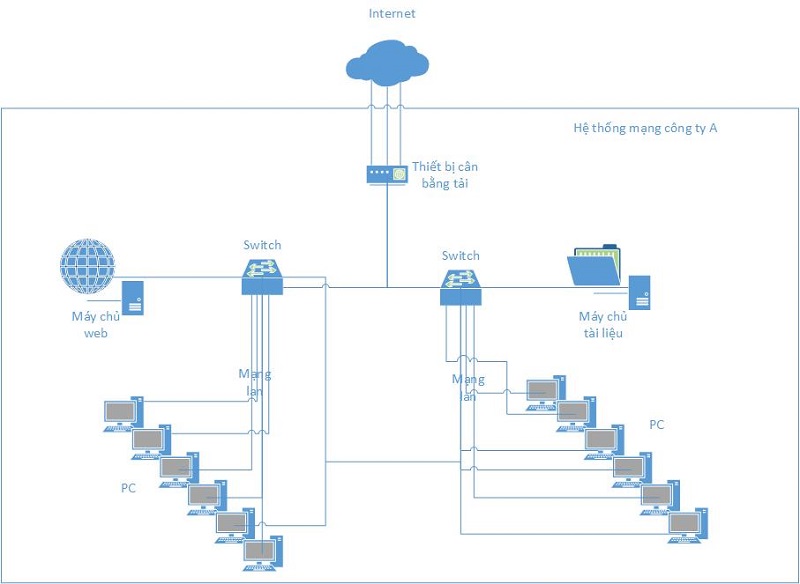 Internet
Hệ thống mạng công ty A
Thiết bị cân
bằng tải
Switch
Switch
Máy chủ
web
Máy chủ
tài liệu
Mạng
lan
Mạng
lan
PC
PC